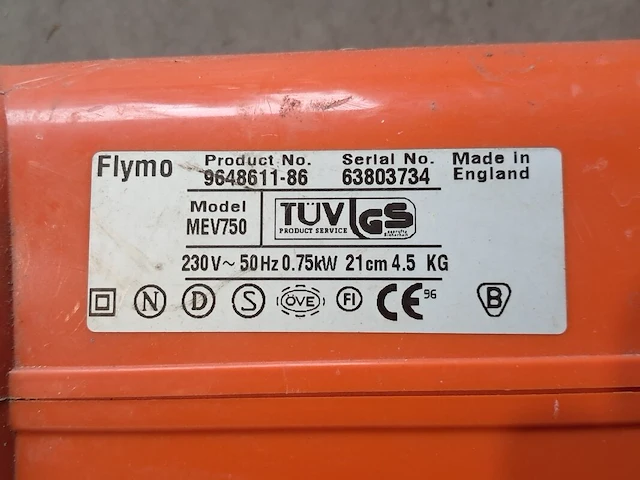 Flymo
Product No. Serial No. Made in
9648611-86 63803734 England
Model
MEV750
TÜV GS
PRODUCT SERVICE
230V~ 50Hz 0.75kW 21cm 4.5 KG
N D S ÖVE FI CE 96 B